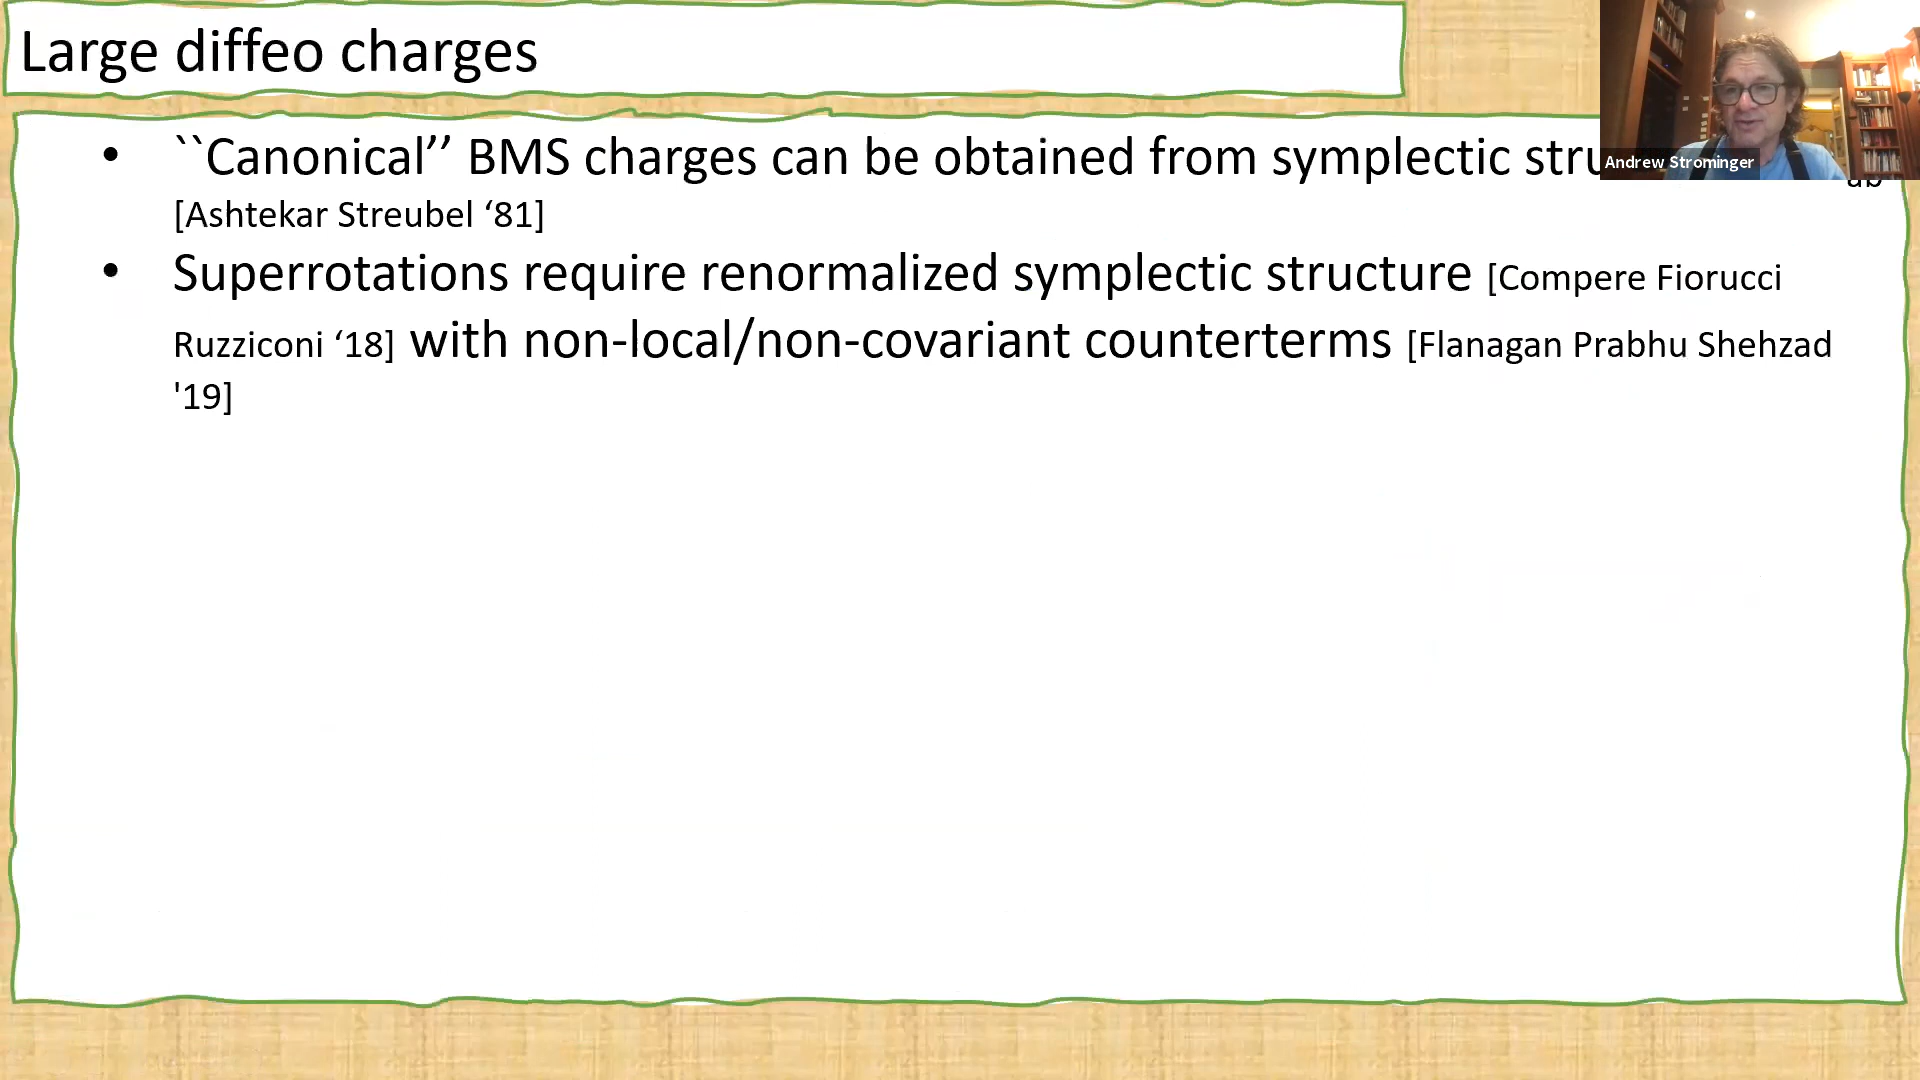 Large diffeo charges
• ``Canonical’’ BMS charges can be obtained from symplectic
[Ashtekar Streubel ‘81]
• Superrotations require renormalized symplectic structure [Compere Fiorucci
Ruzziconi ‘18] with non-local/non-covariant counterterms [Flanagan Prabhu Shehzad
'19]
Andrew Strominger